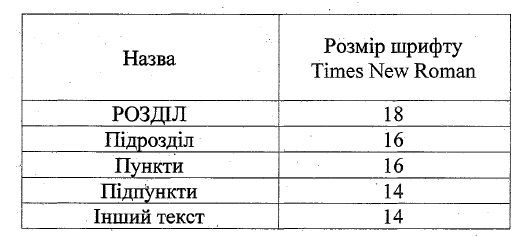 Назва Розмір шрифту
Times New Roman
РОЗДІЛ 18
Підрозділ 16
Пункти 16
Підпункти 14
Інший текст 14